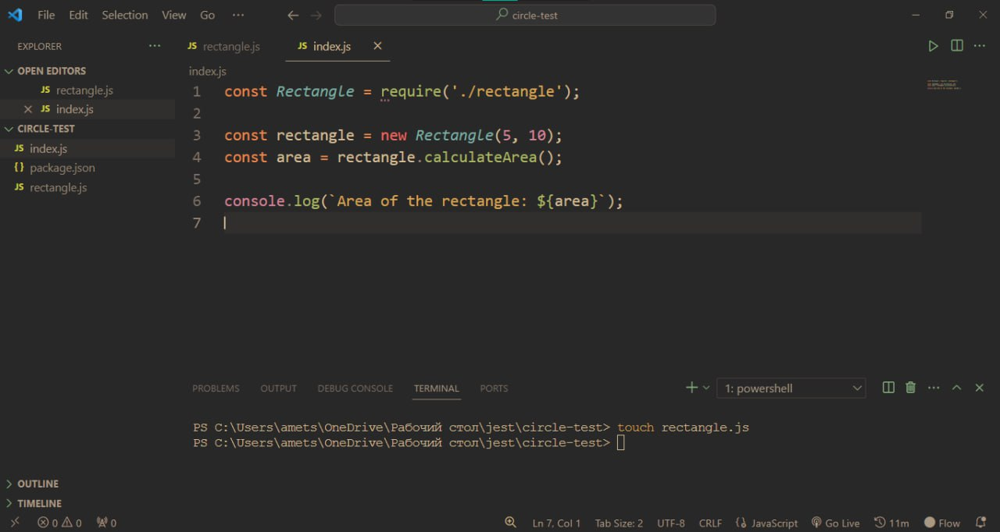 File Edit Selection View Go ···
circle-test
EXPLORER ···
JS rectangle.js
JS index.js
OPEN EDITORS
JS rectangle.js
JS index.js
CIRCLE-TEST
JS index.js
{} package.json
JS rectangle.js
index.js
1 const Rectangle = require('./rectangle');
2
3 const rectangle = new Rectangle(5, 10);
4 const area = rectangle.calculateArea();
5
6 console.log(`Area of the rectangle: ${area}`);
7
PROBLEMS OUTPUT DEBUG CONSOLE TERMINAL PORTS
1: powershell
PS C:\Users\amets\OneDrive\Рабочий стол\jest\circle-test> touch rectangle.js
PS C:\Users\amets\OneDrive\Рабочий стол\jest\circle-test>
OUTLINE
TIMELINE
0 0 0 Ln 7, Col 1 Tab Size: 2 UTF-8 CRLF {} JavaScript Go Live 11m Flow